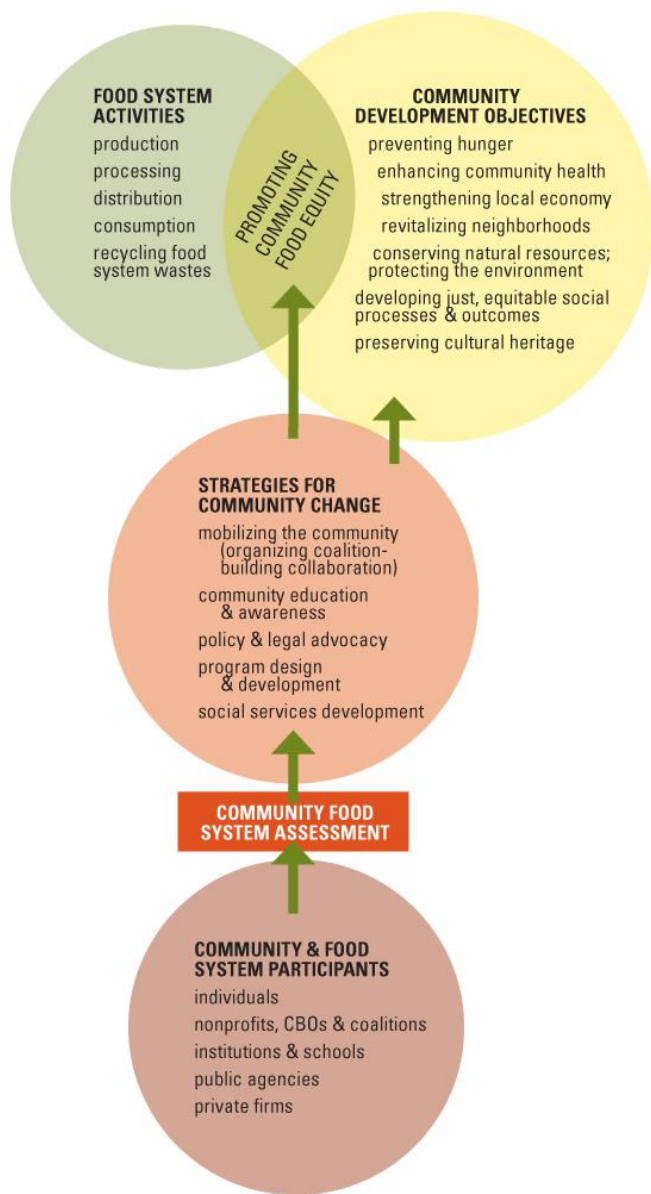 FOOD SYSTEM
ACTIVITIES
production
processing
distribution
consumption
recycling food
system wastes
PROMOTING
COMMUNITY
FOOD EQUITY
COMMUNITY
DEVELOPMENT OBJECTIVES
preventing hunger
enhancing community health
strengthening local economy
revitalizing neighborhoods
conserving natural resources;
protecting the environment
developing just, equitable social
processes & outcomes
preserving cultural heritage
STRATEGIES FOR
COMMUNITY CHANGE
mobilizing the community
(organizing coalition-
building collaboration)
community education
& awareness
policy & legal advocacy
program design
& development
social services development
COMMUNITY FOOD
SYSTEM ASSESSMENT
COMMUNITY & FOOD
SYSTEM PARTICIPANTS
individuals
nonprofits, CBOs & coalitions
institutions & schools
public agencies
private firms